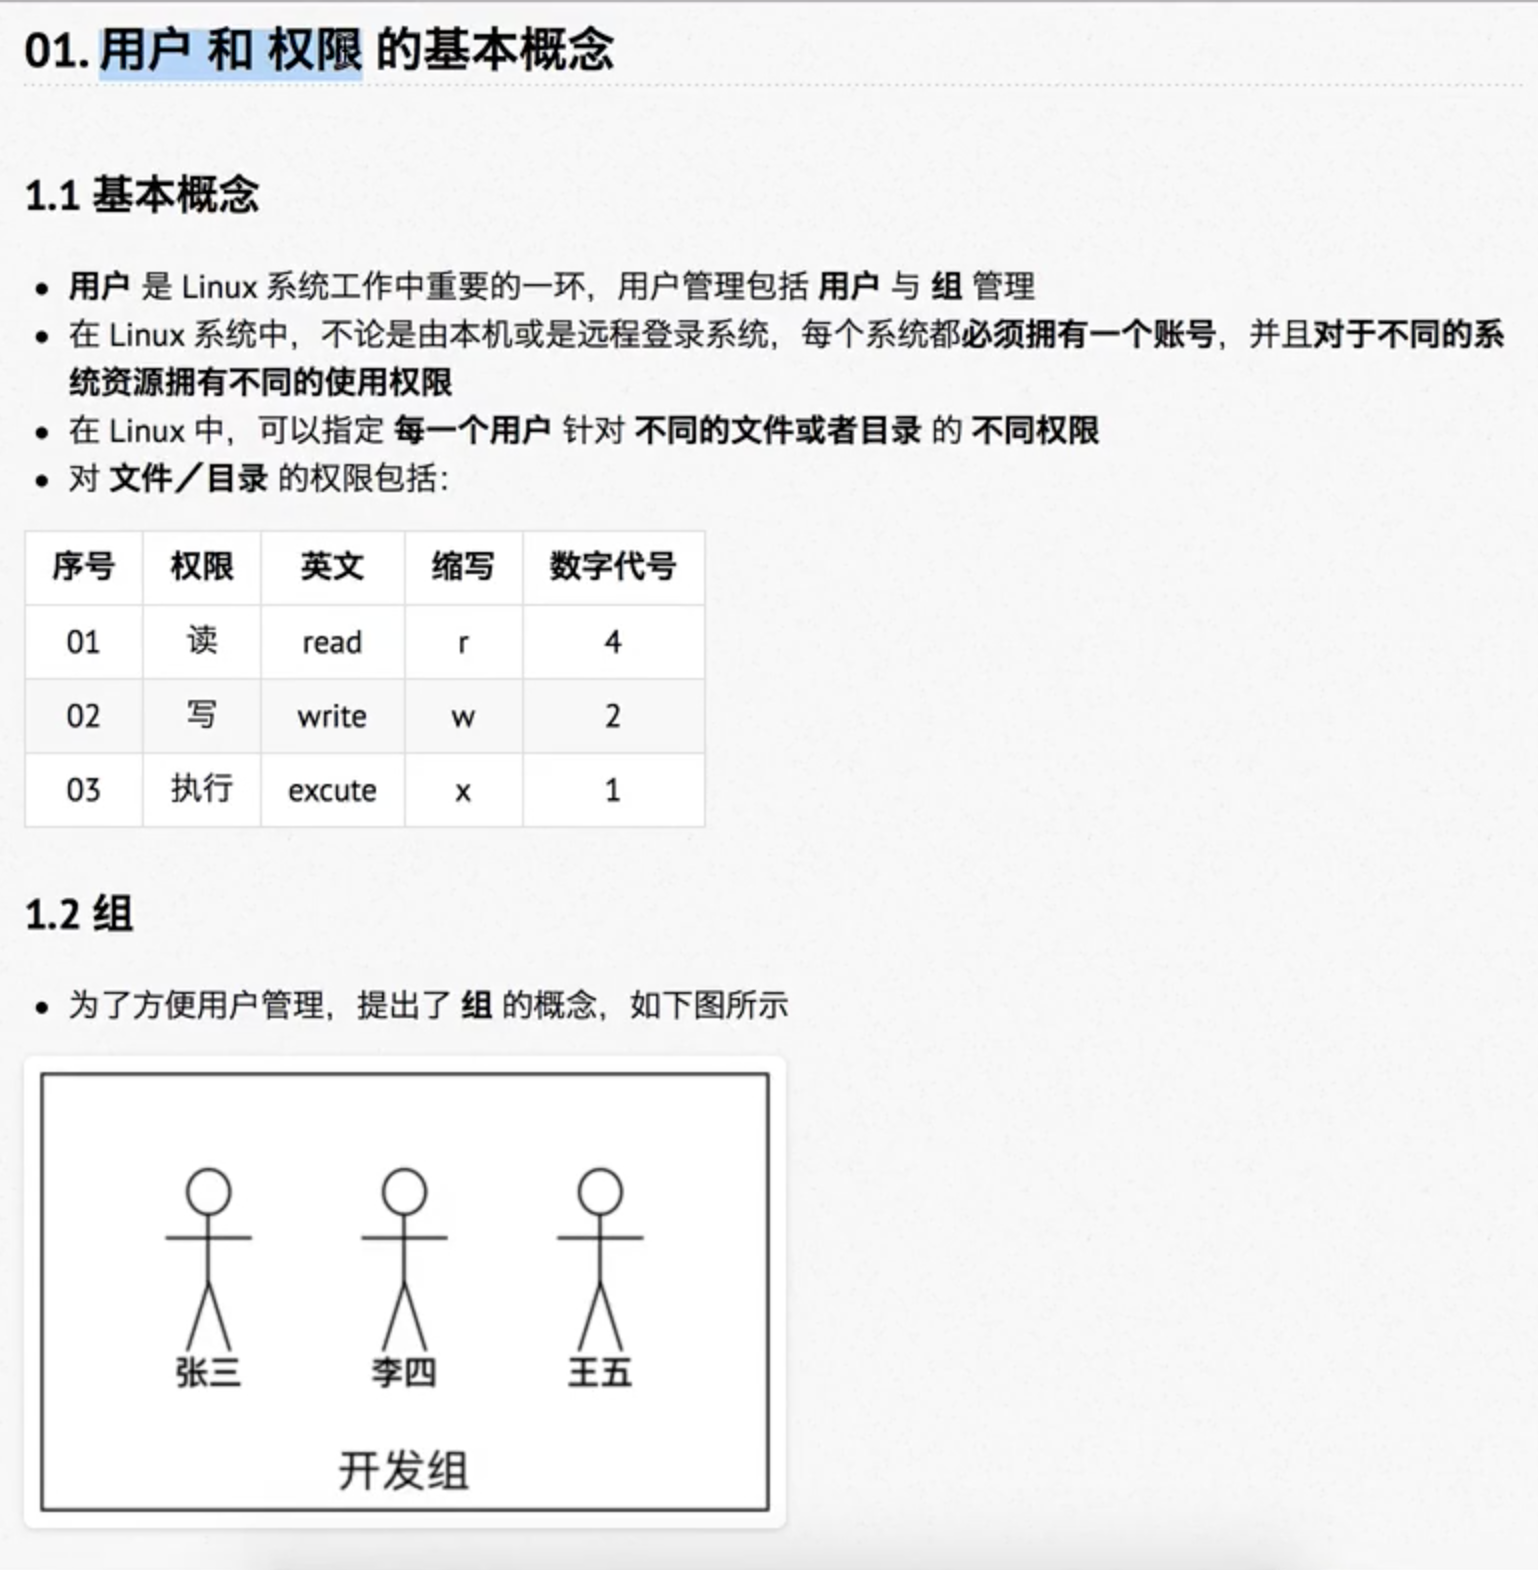 01. 用户 和 权限 的基本概念
1.1 基本概念
• 用户 是 Linux 系统工作中重要的一环，用户管理包括 用户 与 组 管理
• 在 Linux 系统中，不论是由本机或是远程登录系统，每个系统都必须拥有一个账号，并且对于不同的系
统资源拥有不同的使用权限
• 在 Linux 中，可以指定 每一个用户 针对 不同的文件或者目录 的 不同权限
• 对 文件／目录 的权限包括：
序号 权限 英文 缩写 数字代号
01 读 read r 4
02 写 write w 2
03 执行 excute x 1
1.2 组
• 为了方便用户管理，提出了 组 的概念，如下图所示
张三 李四 王五
开发组